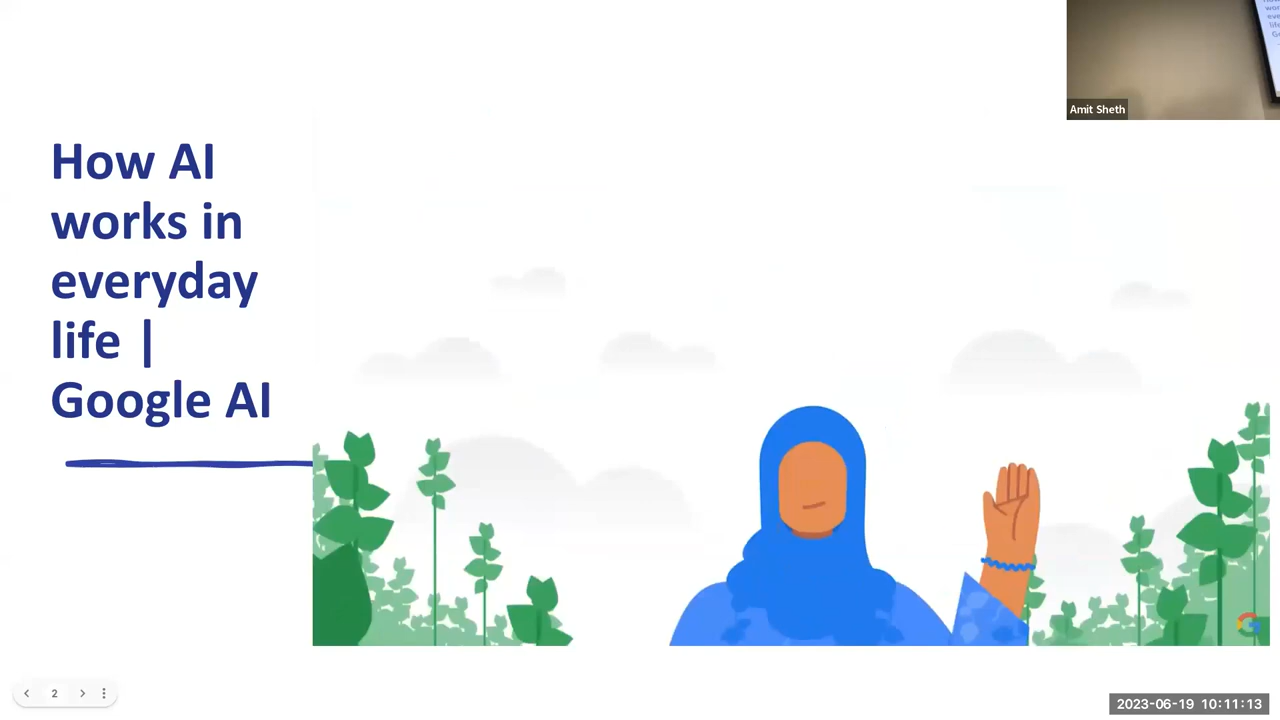 How AI
works in
everyday
life |
Google AI
Amit Sheth
2
2023-06-19 10:11:13